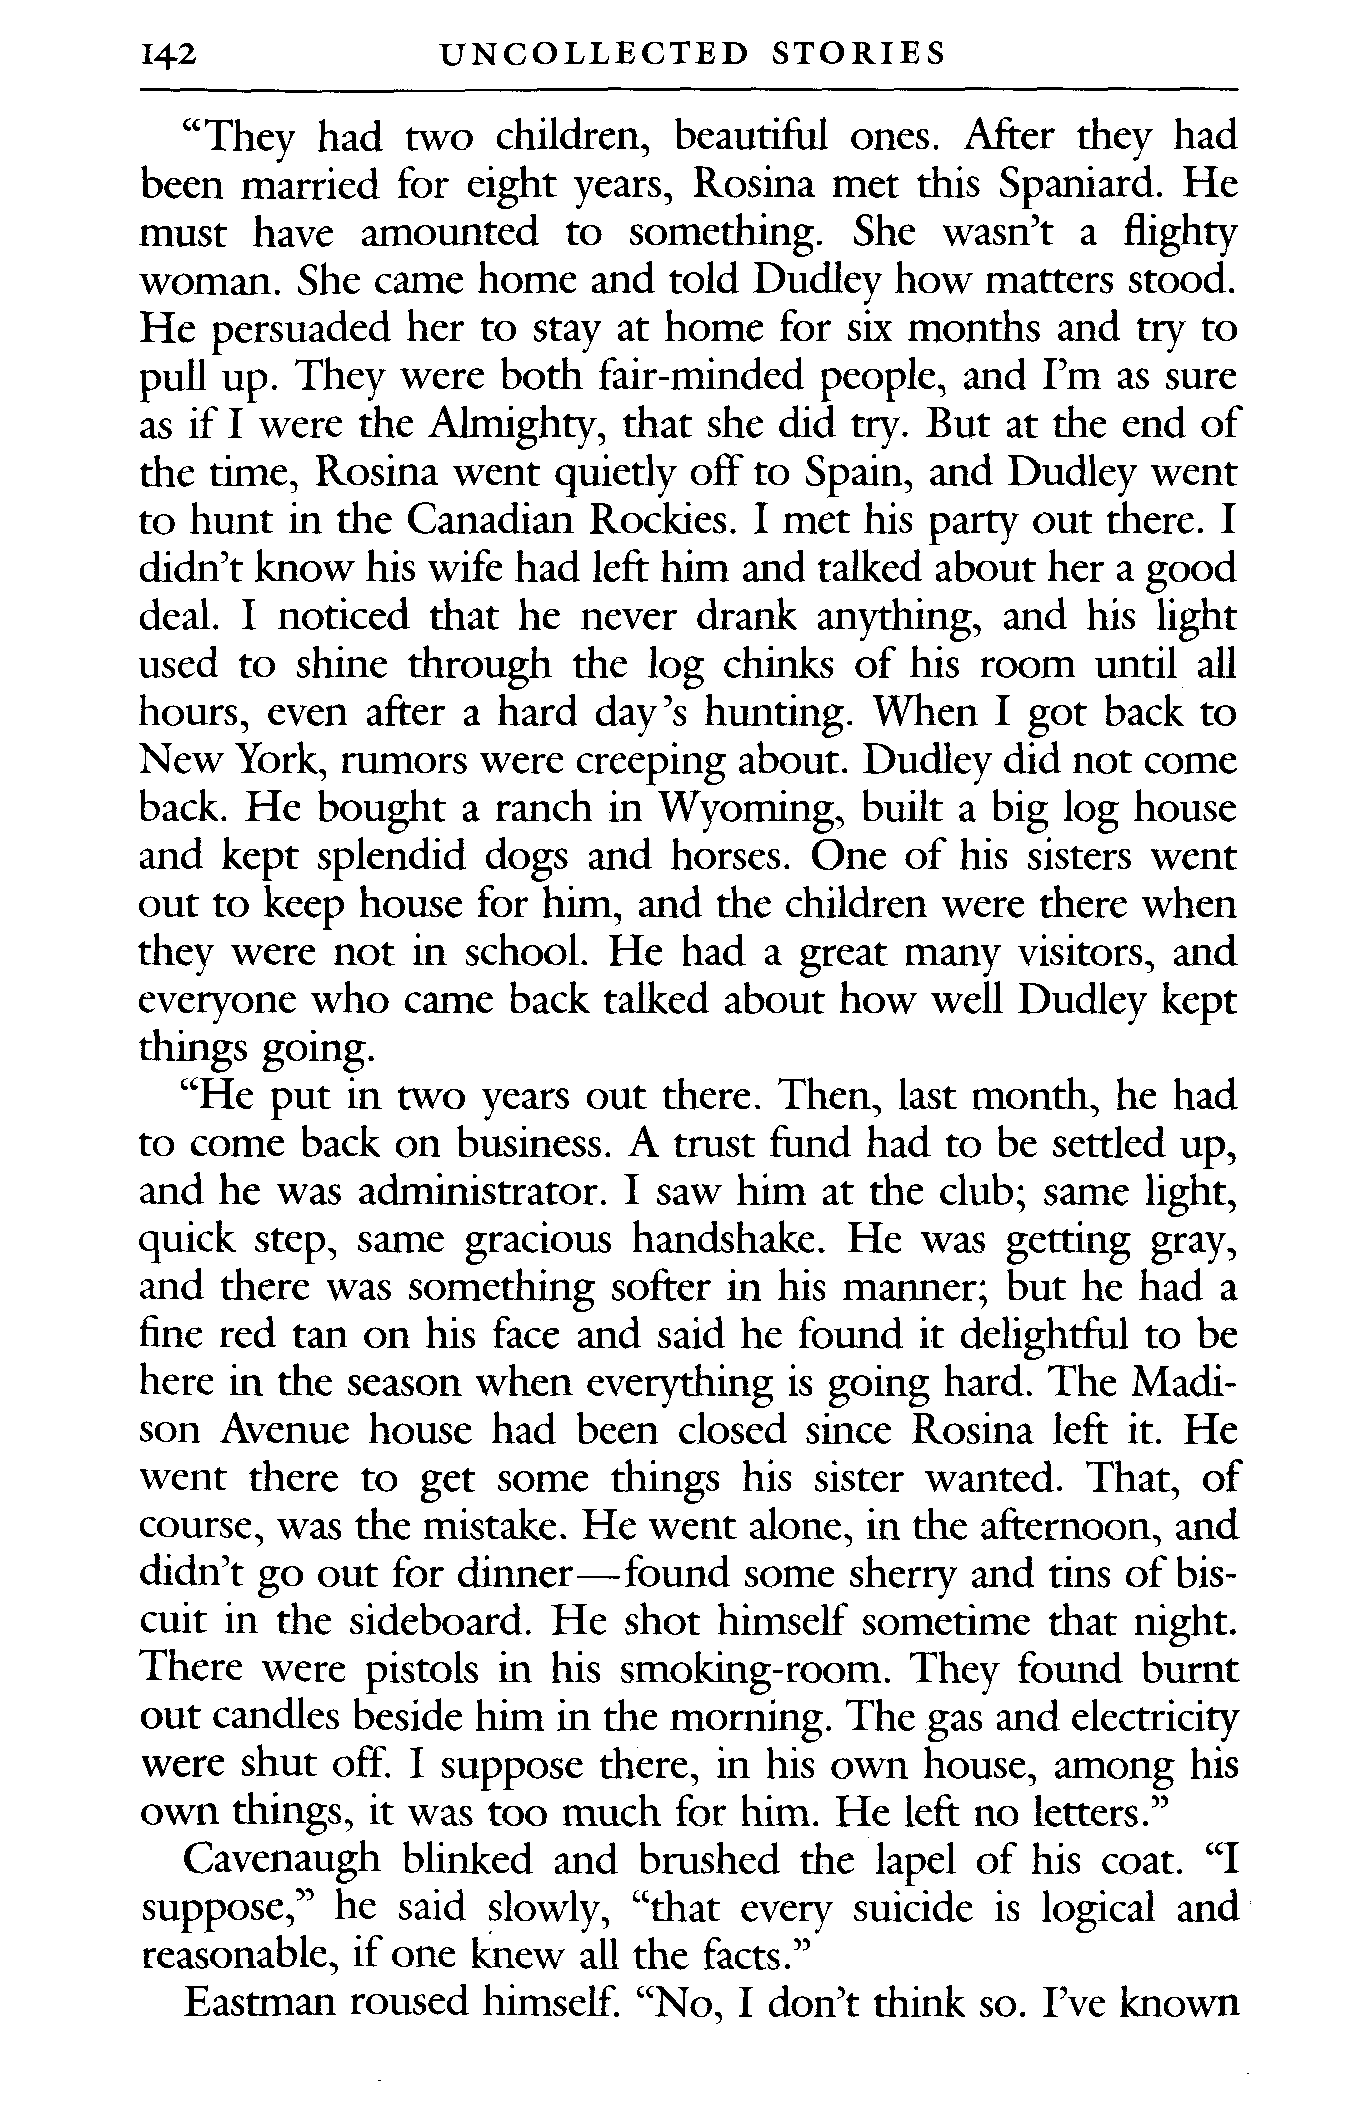 142 UNCOLLECTED STORIES
“They had two children, beautiful ones. After they had
been married for eight years, Rosina met this Spaniard. He
must have amounted to something. She wasn’t a flighty
woman. She came home and told Dudley how matters stood.
He persuaded her to stay at home for six months and try to
pull up. They were both fair-minded people, and I’m as sure
as if I were the Almighty, that she did try. But at the end of
the time, Rosina went quietly off to Spain, and Dudley went
to hunt in the Canadian Rockies. I met his party out there. I
didn’t know his wife had left him and talked about her a good
deal. I noticed that he never drank anything, and his light
used to shine through the log chinks of his room until all
hours, even after a hard day’s hunting. When I got back to
New York, rumors were creeping about. Dudley did not come
back. He bought a ranch in Wyoming, built a big log house
and kept splendid dogs and horses. One of his sisters went
out to keep house for him, and the children were there when
they were not in school. He had a great many visitors, and
everyone who came back talked about how well Dudley kept
things going.
“He put in two years out there. Then, last month, he had
to come back on business. A trust fund had to be settled up,
and he was administrator. I saw him at the club; same light,
quick step, same gracious handshake. He was getting gray,
and there was something softer in his manner; but he had a
fine red tan on his face and said he found it delightful to be
here in the season when everything is going hard. The Madi-
son Avenue house had been closed since Rosina left it. He
went there to get some things his sister wanted. That, of
course, was the mistake. He went alone, in the afternoon, and
didn’t go out for dinner—found some sherry and tins of bis-
cuit in the sideboard. He shot himself sometime that night.
There were pistols in his smoking-room. They found burnt
out candles beside him in the morning. The gas and electricity
were shut off. I suppose there, in his own house, among his
own things, it was too much for him. He left no letters.”
Cavenaugh blinked and brushed the lapel of his coat. “I
suppose,” he said slowly, “that every suicide is logical and
reasonable, if one knew all the facts.”
Eastman roused himself. “No, I don’t think so. I’ve known